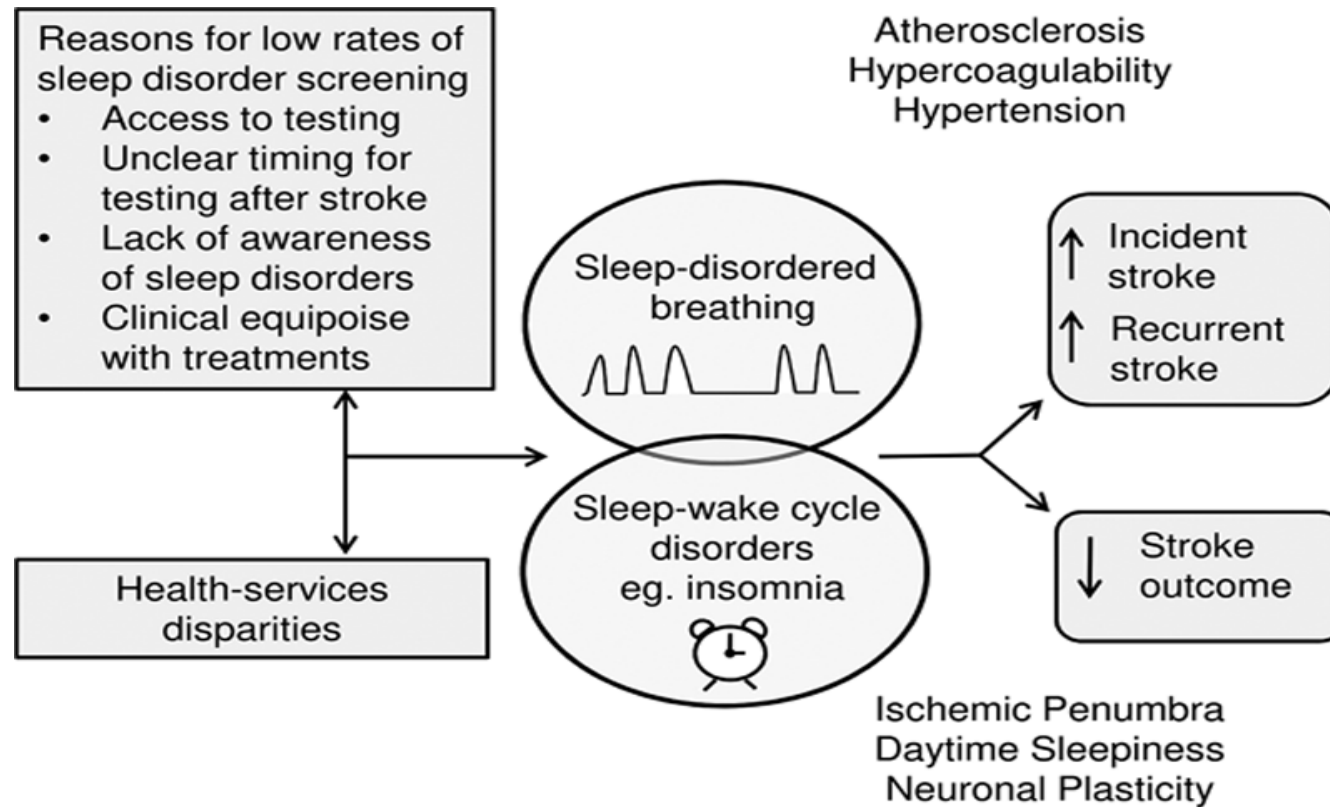 Reasons for low rates of
sleep disorder screening
• Access to testing
• Unclear timing for
testing after stroke
• Lack of awareness
of sleep disorders
• Clinical equipoise
with treatments
Health-services
disparities
Sleep-disordered
breathing
Sleep-wake cycle
disorders
eg. insomnia
Atherosclerosis
Hypercoagulability
Hypertension
↑ Incident
stroke
↑ Recurrent
stroke
↓ Stroke
outcome
Ischemic Penumbra
Daytime Sleepiness
Neuronal Plasticity